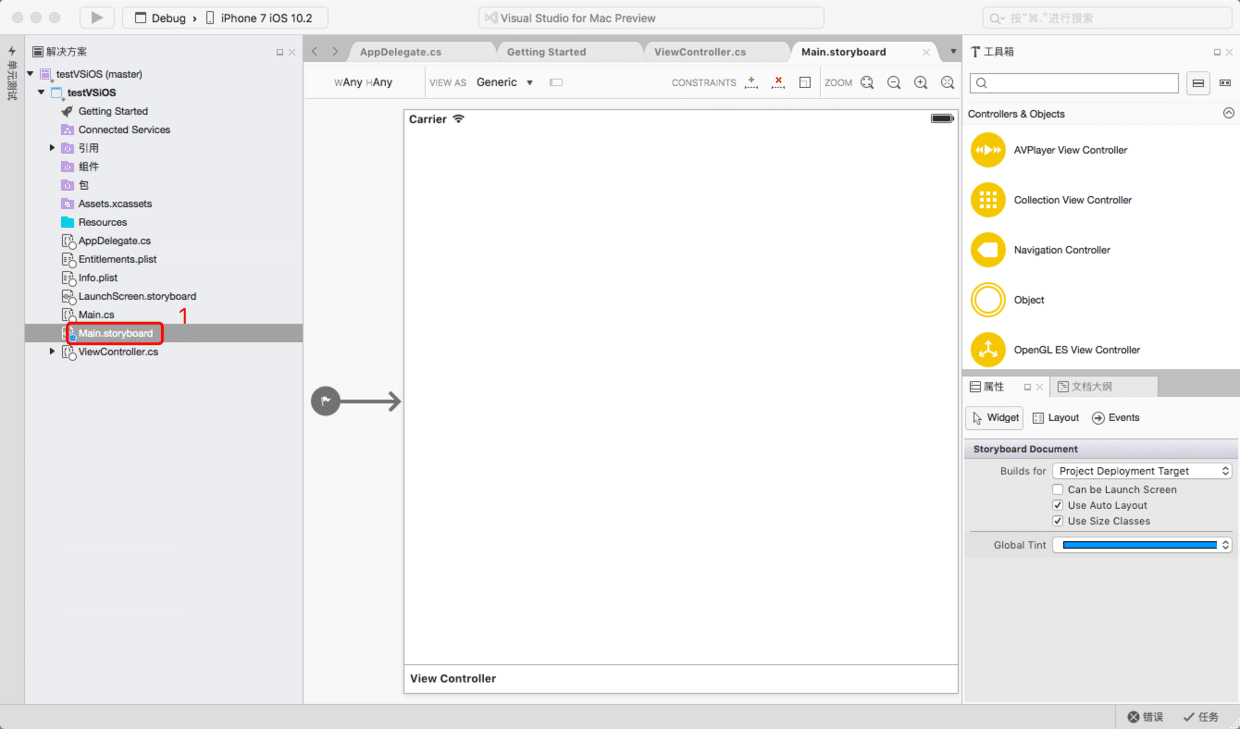 Debug › iPhone 7 iOS 10.2
Visual Studio for Mac Preview
按“⌘.”进行搜索
单元测试
解决方案
testVSiOS (master)
testVSiOS
Getting Started
Connected Services
引用
组件
包
Assets.xcassets
Resources
AppDelegate.cs
Entitlements.plist
Info.plist
LaunchScreen.storyboard
Main.cs
1
Main.storyboard
ViewController.cs
AppDelegate.cs
Getting Started
ViewController.cs
Main.storyboard
wAny hAny
VIEW AS Generic
CONSTRAINTS
ZOOM
Carrier
View Controller
工具箱
Controllers & Objects
AVPlayer View Controller
Collection View Controller
Navigation Controller
Object
OpenGL ES View Controller
属性
文档大纲
Widget
Layout
Events
Storyboard Document
Builds for Project Deployment Target
Can be Launch Screen
Use Auto Layout
Use Size Classes
Global Tint
错误
任务